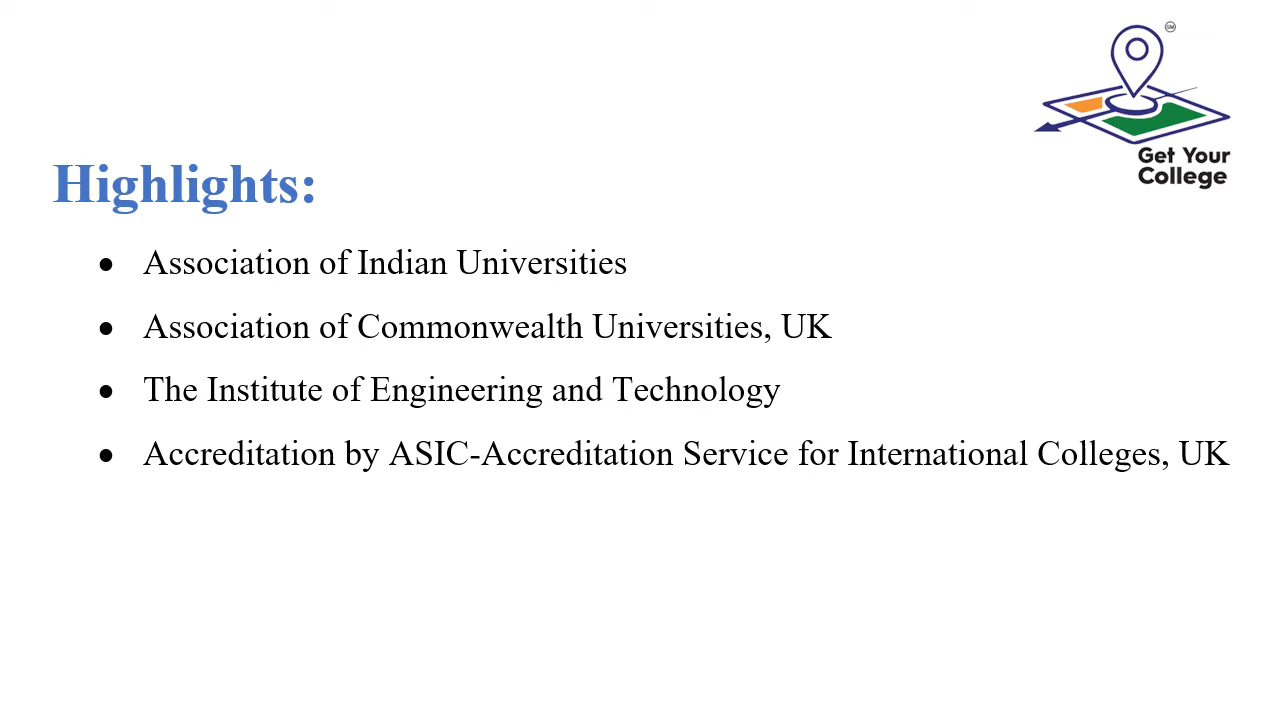 SM
Get Your
College
Highlights:
• Association of Indian Universities
• Association of Commonwealth Universities, UK
• The Institute of Engineering and Technology
• Accreditation by ASIC-Accreditation Service for International Colleges, UK